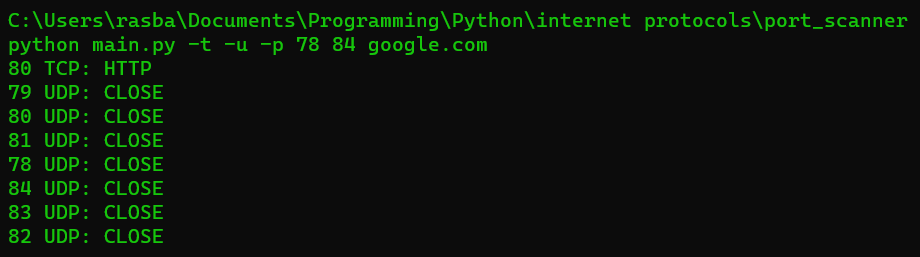 C:\Users\rasba\Documents\Programming\Python\internet protocols\port_scanner
python main.py -t -u -p 78 84 google.com
80 TCP: HTTP
79 UDP: CLOSE
80 UDP: CLOSE
81 UDP: CLOSE
78 UDP: CLOSE
84 UDP: CLOSE
83 UDP: CLOSE
82 UDP: CLOSE